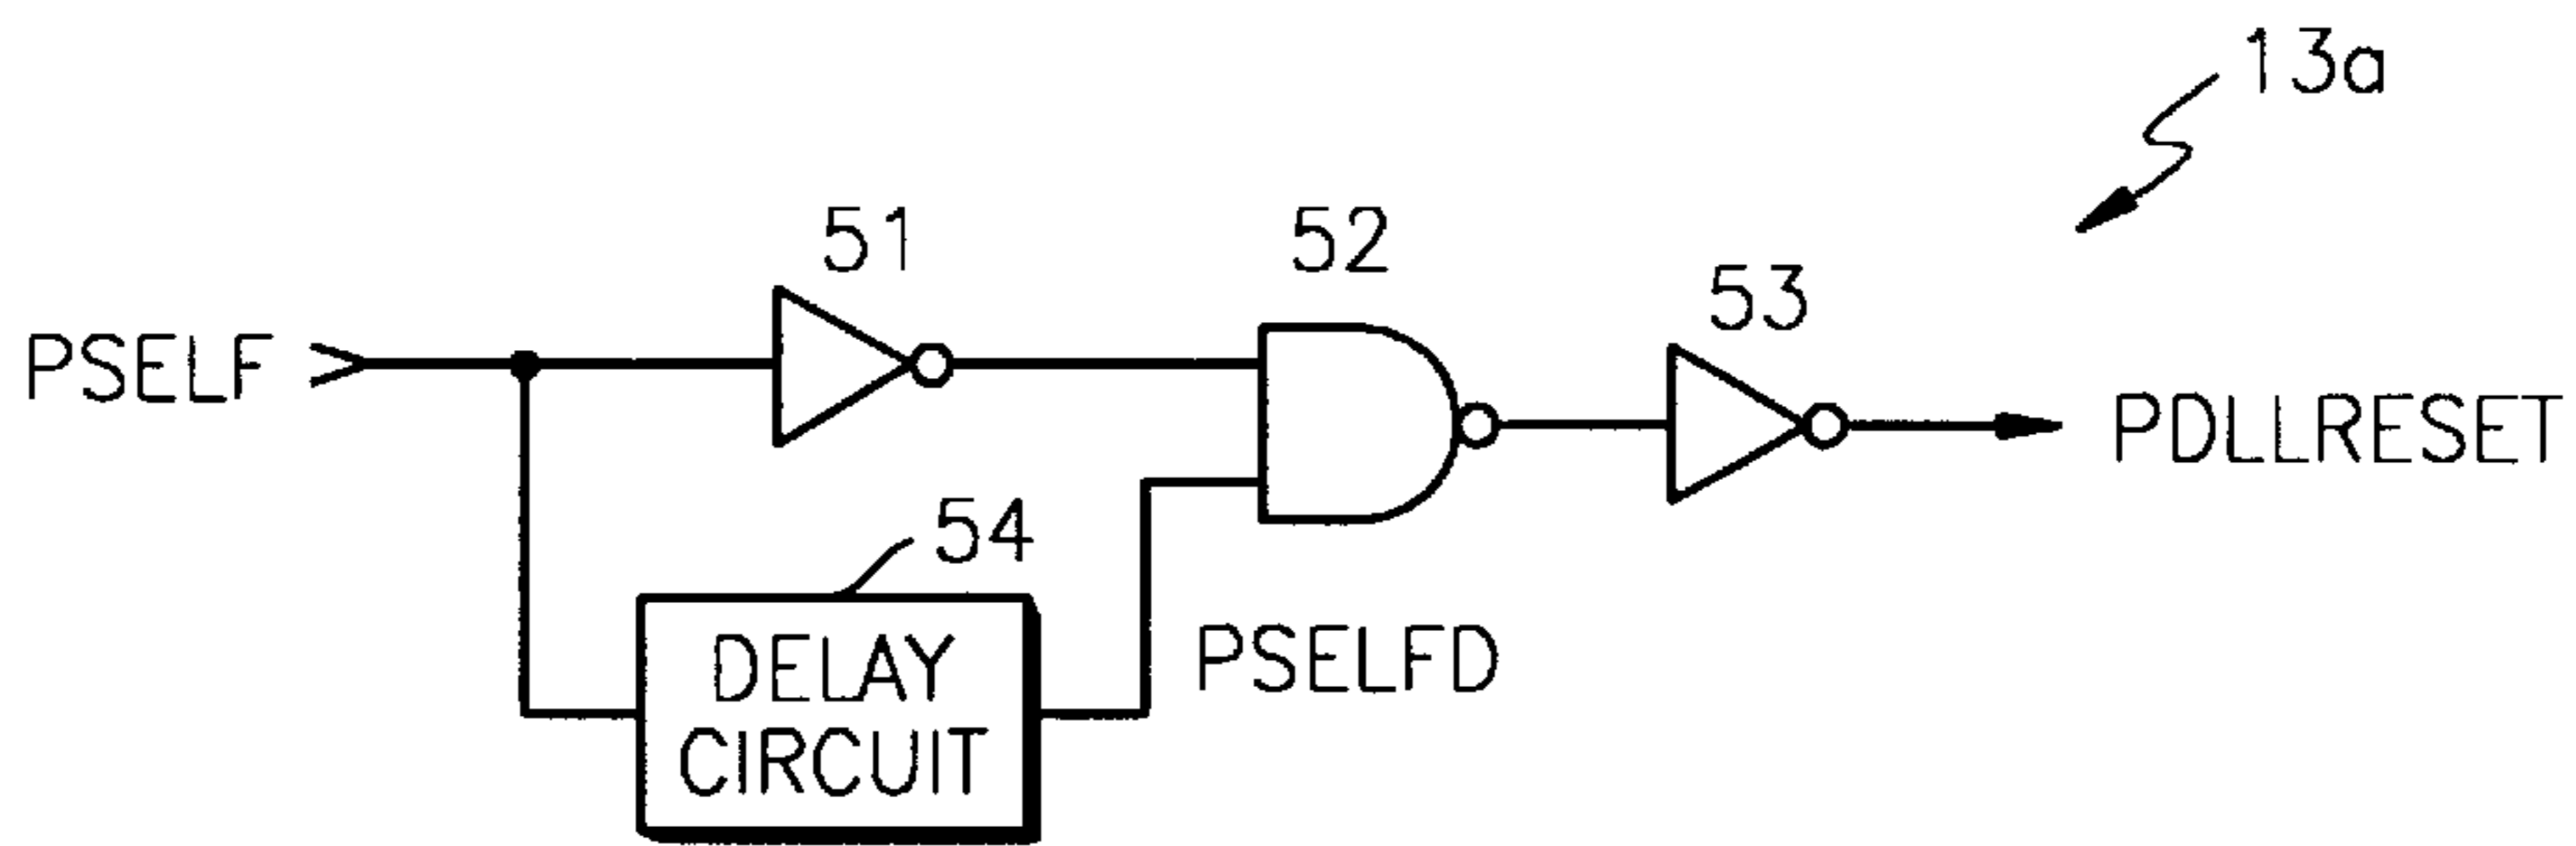 13a
51
52
53
PSELF
PDLLRESET
54
DELAY
CIRCUIT
PSELFD